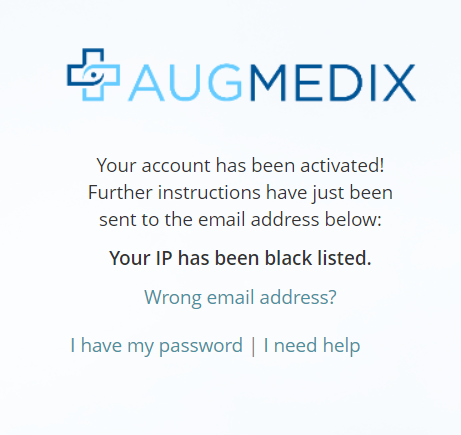 AUGMEDIX
Your account has been activated!
Further instructions have just been
sent to the email address below:
Your IP has been black listed.
Wrong email address?
I have my password | I need help